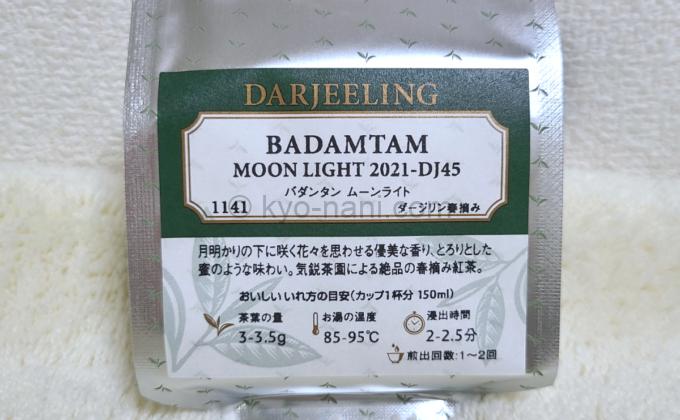 DARJEELING
BADAMTAM
MOON LIGHT 2021-DJ45
バダンタン ムーンライト
1141 kyo-nani.com ダージリン春摘み
月明かりの下に咲く花々を思わせる優美な香り、とろりとした
蜜のような味わい。気鋭茶園による絶品の春摘み紅茶。
おいしいいれ方の目安(カップ1杯分 150ml)
茶葉の量 お湯の温度 浸出時間
3-3.5g 85-95℃ 2-2.5分
煎出回数:1〜2回